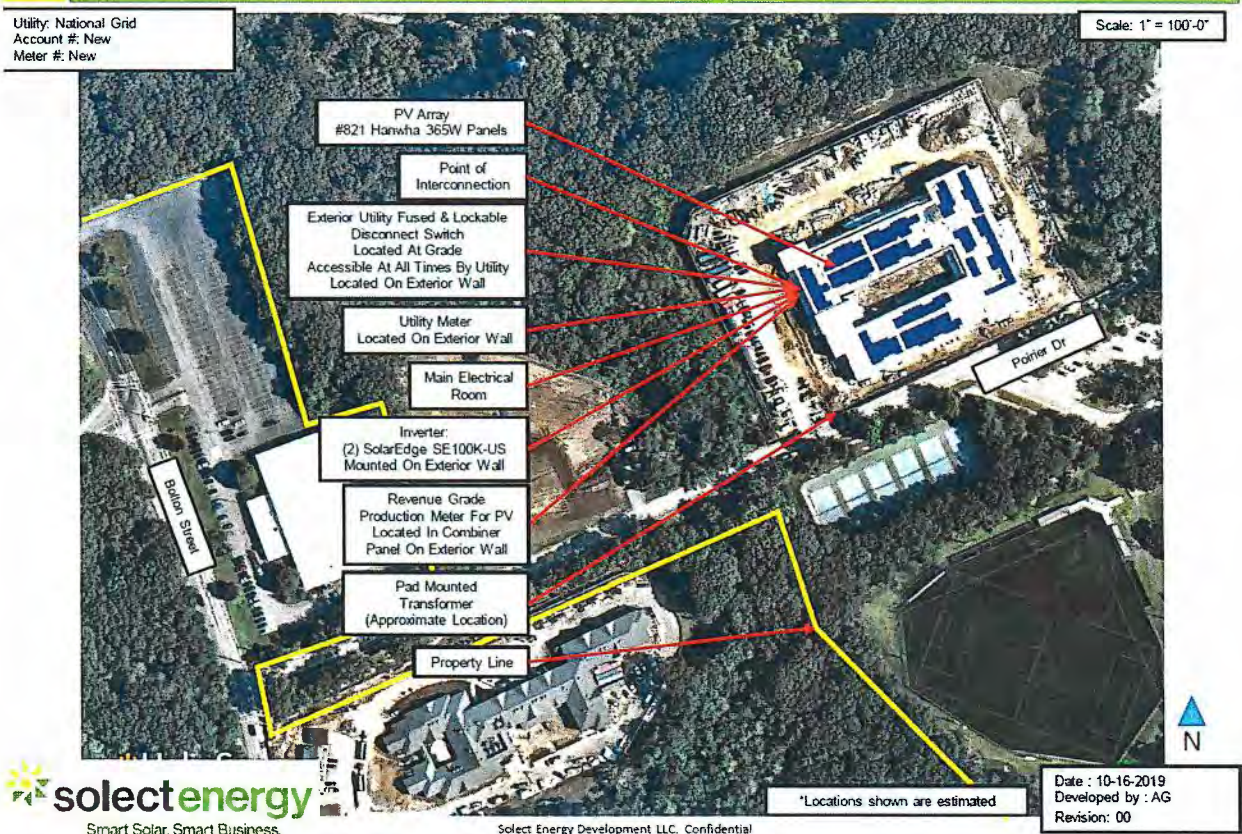 Utility: National Grid
Account #: New
Meter #: New
Scale: 1" = 100'-0"
PV Array
#821 Hanwha 365W Panels
Point of
Interconnection
Exterior Utility Fused & Lockable
Disconnect Switch
Located At Grade
Accessible At All Times By Utility
Located On Exterior Wall
Utility Meter
Located On Exterior Wall
Main Electrical
Room
Inverter:
(2) SolarEdge SE100K-US
Mounted On Exterior Wall
Revenue Grade
Production Meter For PV
Located In Combiner
Panel On Exterior Wall
Pad Mounted
Transformer
(Approximate Location)
Property Line
Poirier Dr
Bolton Street
N
solectenergy
Smart Solar. Smart Business.
*Locations shown are estimated
Date : 10-16-2019
Developed by : AG
Revision: 00
Solect Energy Development LLC. Confidential